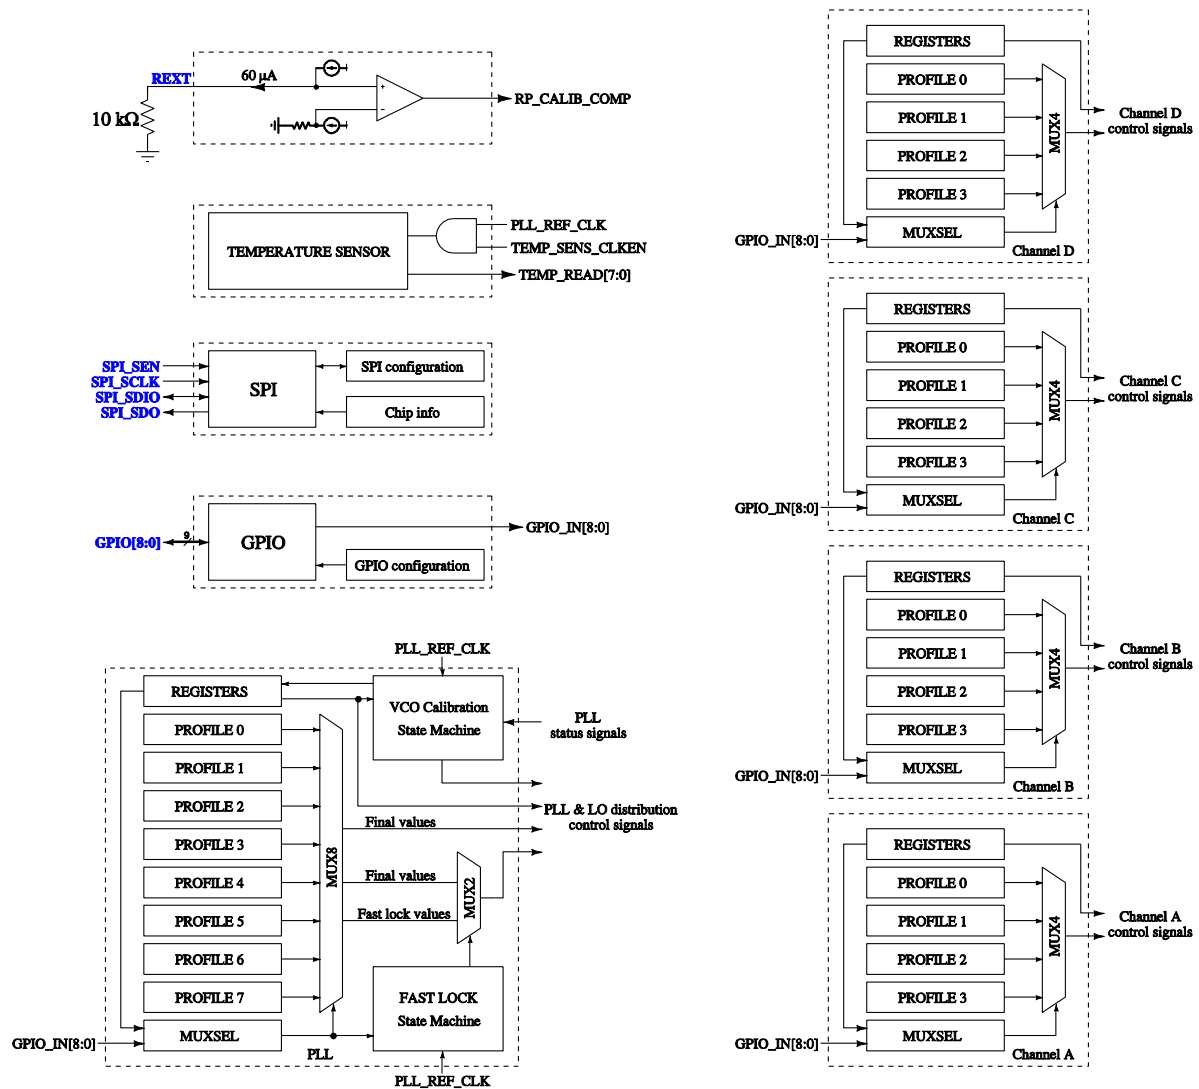 REXT
60 µA
10 kΩ
+
−
RP_CALIB_COMP
TEMPERATURE SENSOR
PLL_REF_CLK
TEMP_SENS_CLKEN
TEMP_READ[7:0]
SPI_SEN
SPI_SCLK
SPI_SDIO
SPI_SDO
SPI
SPI configuration
Chip info
GPIO[8:0]
9
GPIO
GPIO_IN[8:0]
GPIO configuration
PLL_REF_CLK
REGISTERS
PROFILE 0
PROFILE 1
PROFILE 2
PROFILE 3
PROFILE 4
PROFILE 5
PROFILE 6
PROFILE 7
MUXSEL
GPIO_IN[8:0]
MUX8
VCO Calibration
State Machine
PLL
status signals
PLL & LO distribution
control signals
Final values
Final values
Fast lock values
MUX2
FAST LOCK
State Machine
PLL
PLL_REF_CLK
REGISTERS
PROFILE 0
PROFILE 1
PROFILE 2
PROFILE 3
MUXSEL
MUX4
GPIO_IN[8:0]
Channel D
control signals
Channel D
REGISTERS
PROFILE 0
PROFILE 1
PROFILE 2
PROFILE 3
MUXSEL
MUX4
GPIO_IN[8:0]
Channel C
control signals
Channel C
REGISTERS
PROFILE 0
PROFILE 1
PROFILE 2
PROFILE 3
MUXSEL
MUX4
GPIO_IN[8:0]
Channel B
control signals
Channel B
REGISTERS
PROFILE 0
PROFILE 1
PROFILE 2
PROFILE 3
MUXSEL
MUX4
GPIO_IN[8:0]
Channel A
control signals
Channel A